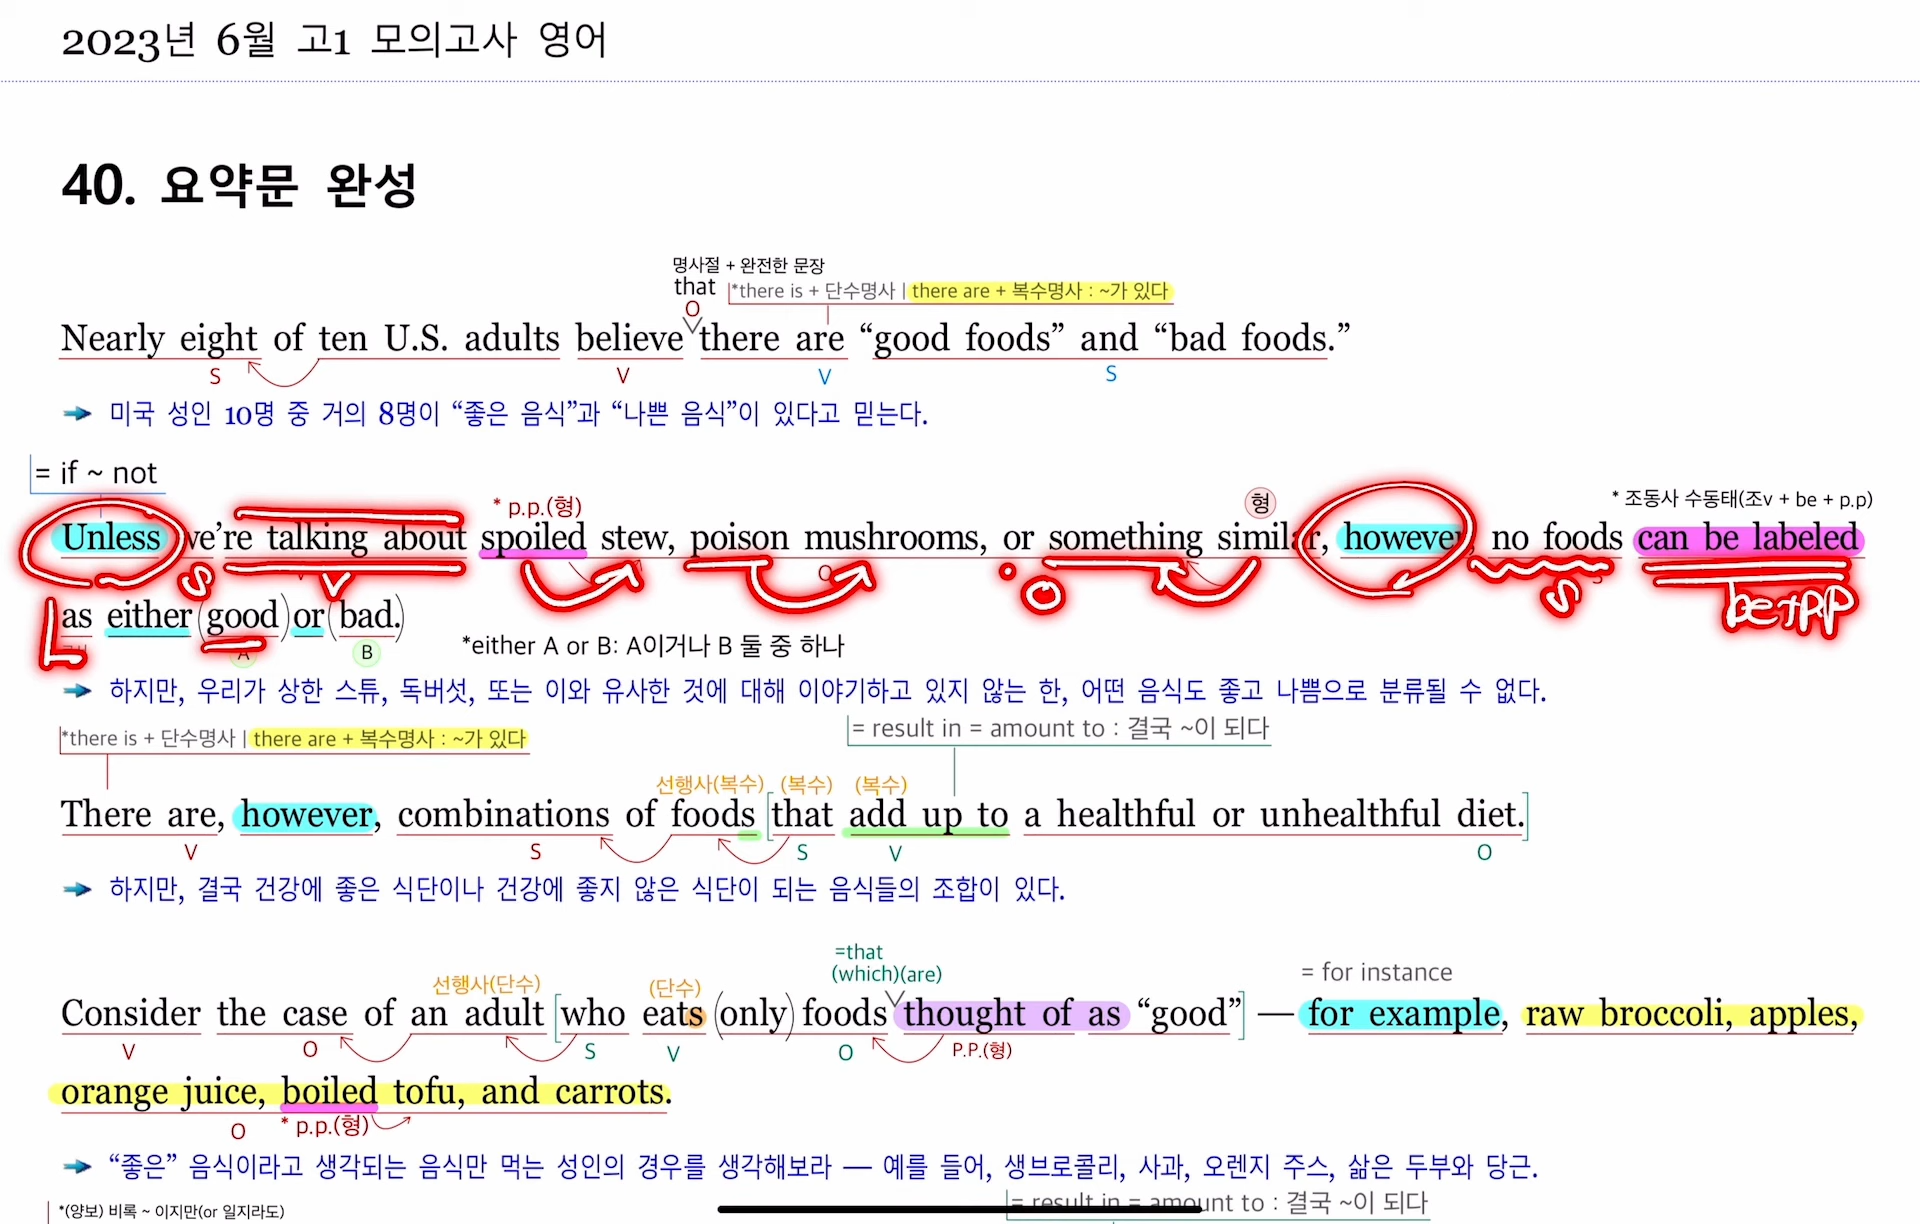 2023년 6월 고1 모의고사 영어
40. 요약문 완성
명사절 + 완전한 문장
that *there is + 단수명사 | there are + 복수명사 : ~가 있다
O
Nearly eight of ten U.S. adults believe there are “good foods” and “bad foods.”
S V V S
미국 성인 10명 중 거의 8명이 “좋은 음식”과 “나쁜 음식”이 있다고 믿는다.
= if ~ not
* p.p.(형) 형 * 조동사 수동태(조v + be + p.p)
Unless we’re talking about spoiled stew, poison mushrooms, or something similar, however, no foods can be labeled
S V O O S be+pp
as either (good) or (bad.)
A B *either A or B: A이거나 B 둘 중 하나
하지만, 우리가 상한 스튜, 독버섯, 또는 이와 유사한 것에 대해 이야기하고 있지 않는 한, 어떤 음식도 좋고 나쁨으로 분류될 수 없다.
*there is + 단수명사 | there are + 복수명사 : ~가 있다 = result in = amount to : 결국 ~이 되다
선행사(복수) (복수) (복수)
There are, however, combinations of foods [that add up to a healthful or unhealthful diet.]
V S S V O
하지만, 결국 건강에 좋은 식단이나 건강에 좋지 않은 식단이 되는 음식들의 조합이 있다.
=that
선행사(단수) (단수) (which)(are) = for instance
Consider the case of an adult [who eats (only) foods thought of as “good”] — for example, raw broccoli, apples,
V O S V O P.P.(형)
orange juice, boiled tofu, and carrots.
O * p.p.(형)
“좋은” 음식이라고 생각되는 음식만 먹는 성인의 경우를 생각해보라 — 예를 들어, 생브로콜리, 사과, 오렌지 주스, 삶은 두부와 당근.
*(양보) 비록 ~ 이지만(or 일지라도) = result in = amount to : 결국 ~이 되다